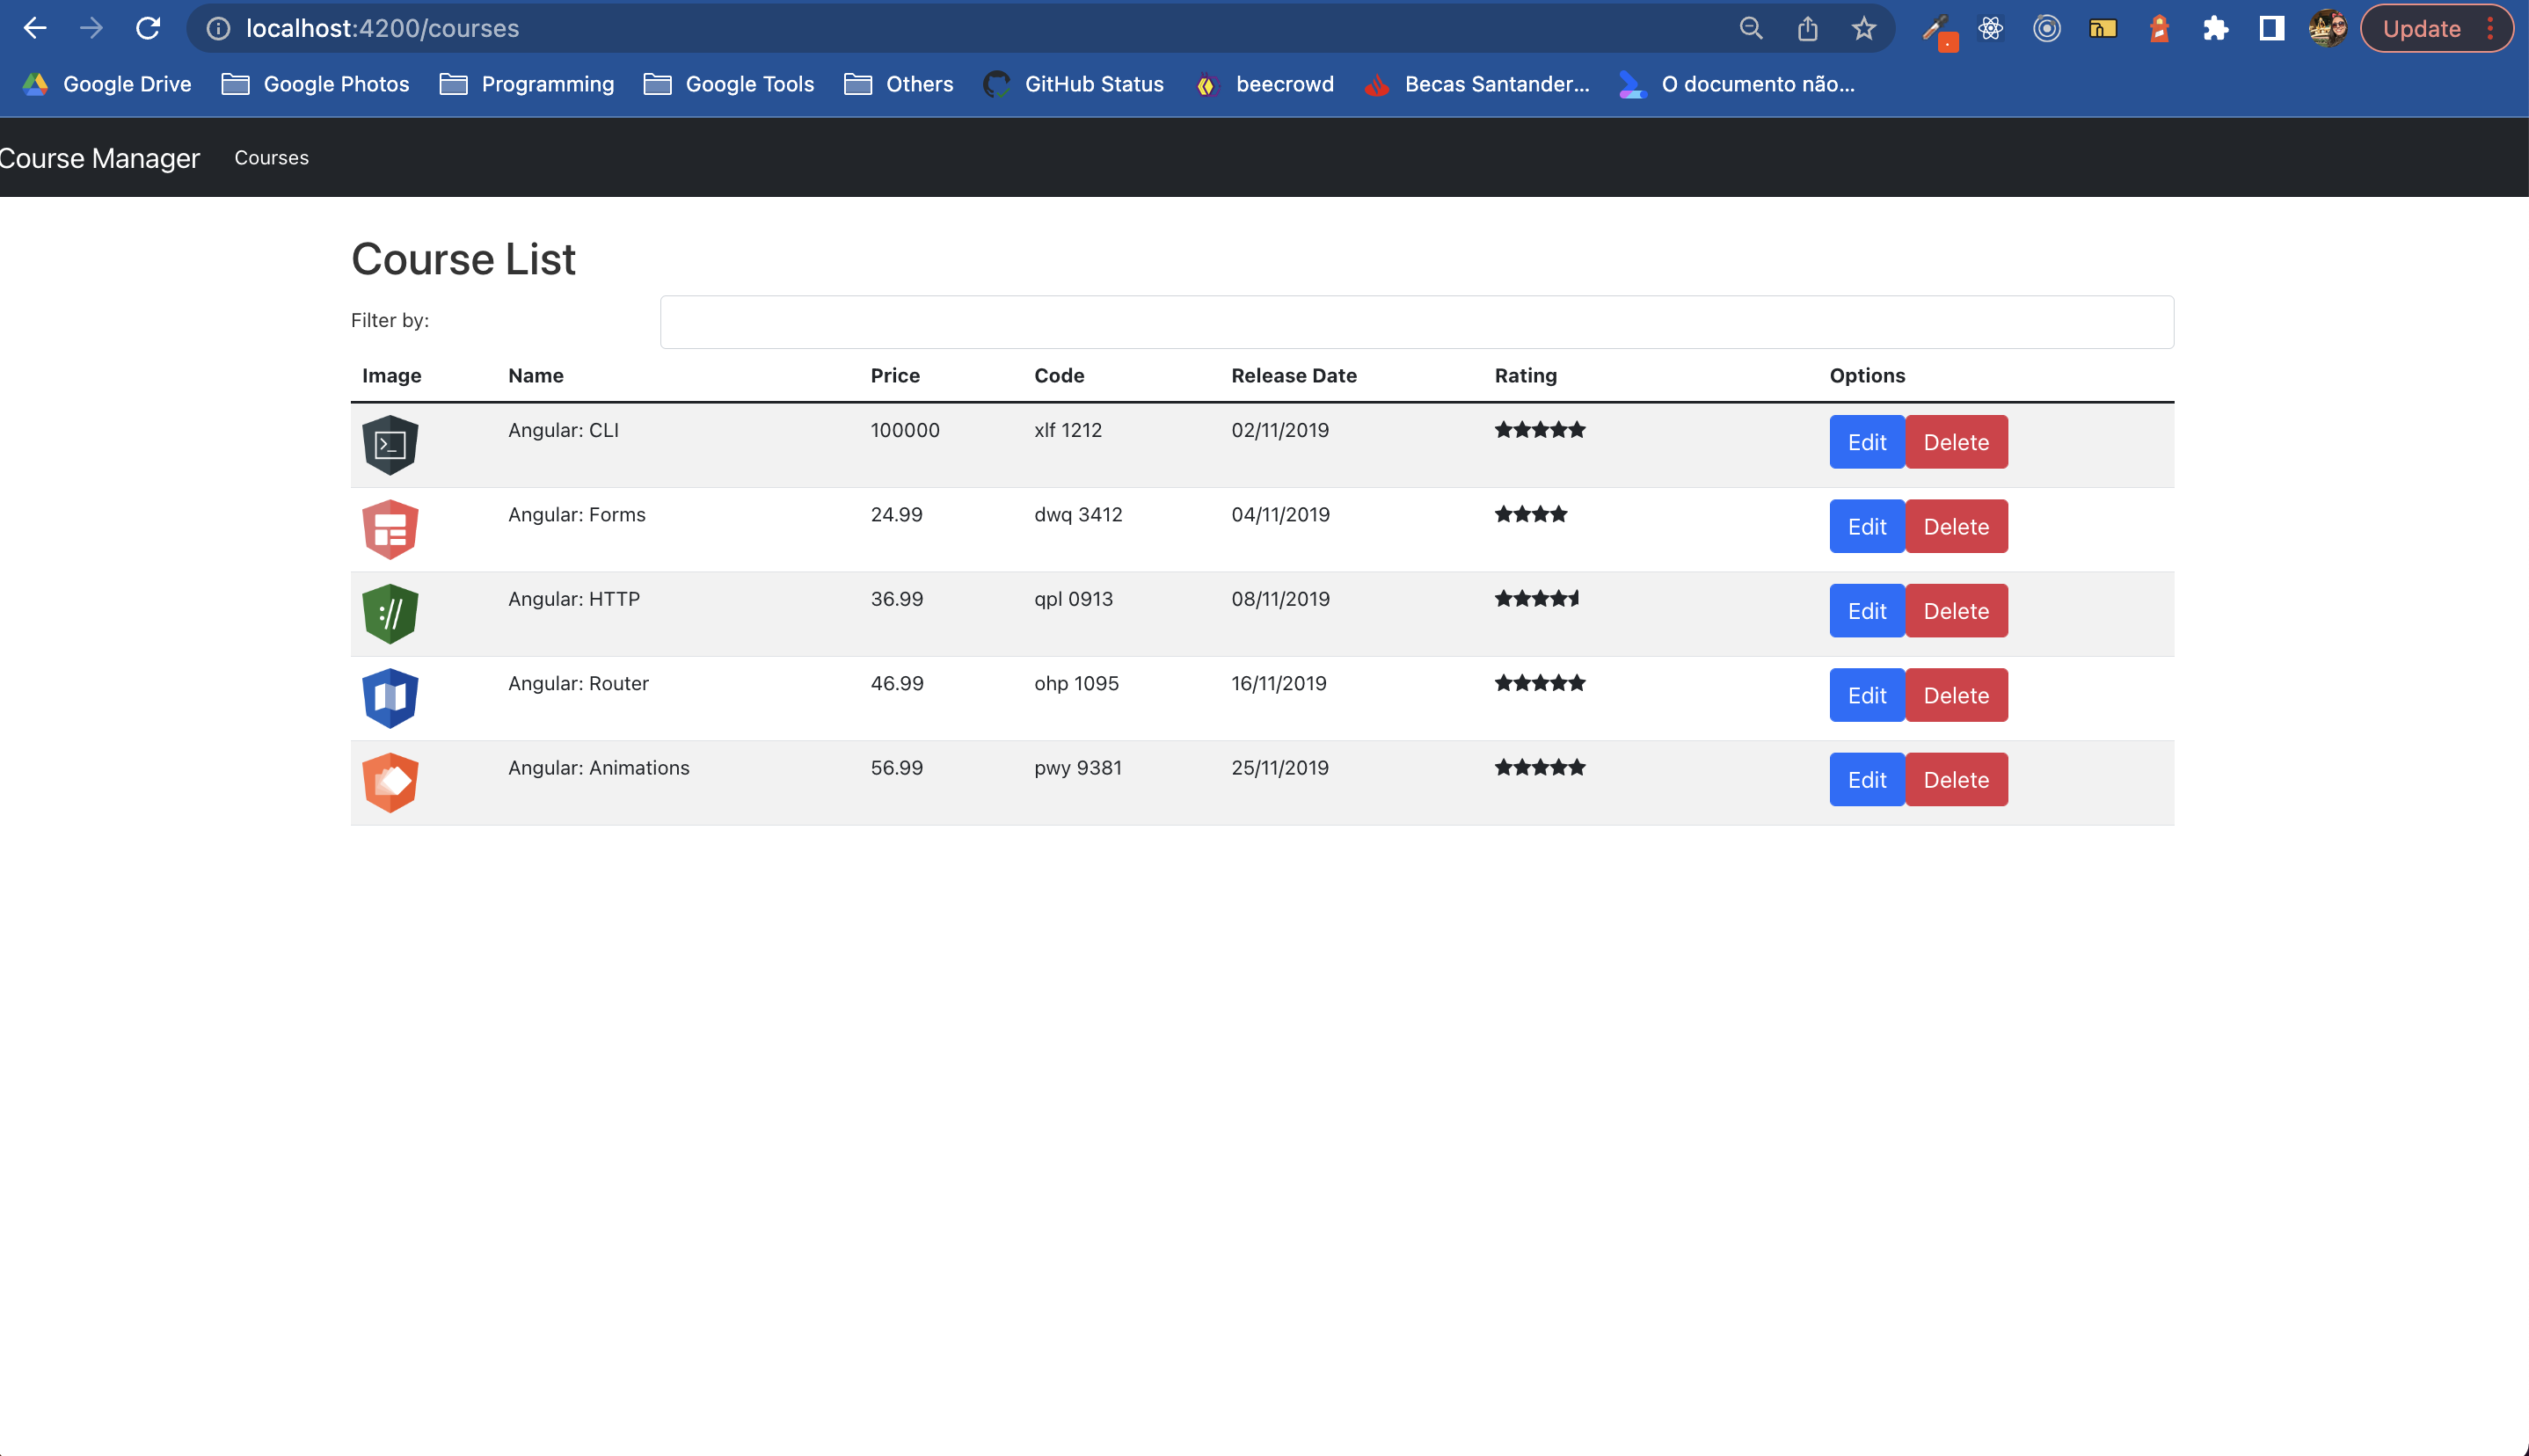 localhost:4200/courses
Update
Google Drive Google Photos Programming Google Tools Others GitHub Status beecrowd Becas Santander... O documento não...
Course Manager Courses
Course List
Filter by:
Image Name Price Code Release Date Rating Options
Angular: CLI 100000 xlf 1212 02/11/2019 Edit Delete
Angular: Forms 24.99 dwq 3412 04/11/2019 Edit Delete
Angular: HTTP 36.99 qpl 0913 08/11/2019 Edit Delete
Angular: Router 46.99 ohp 1095 16/11/2019 Edit Delete
Angular: Animations 56.99 pwy 9381 25/11/2019 Edit Delete